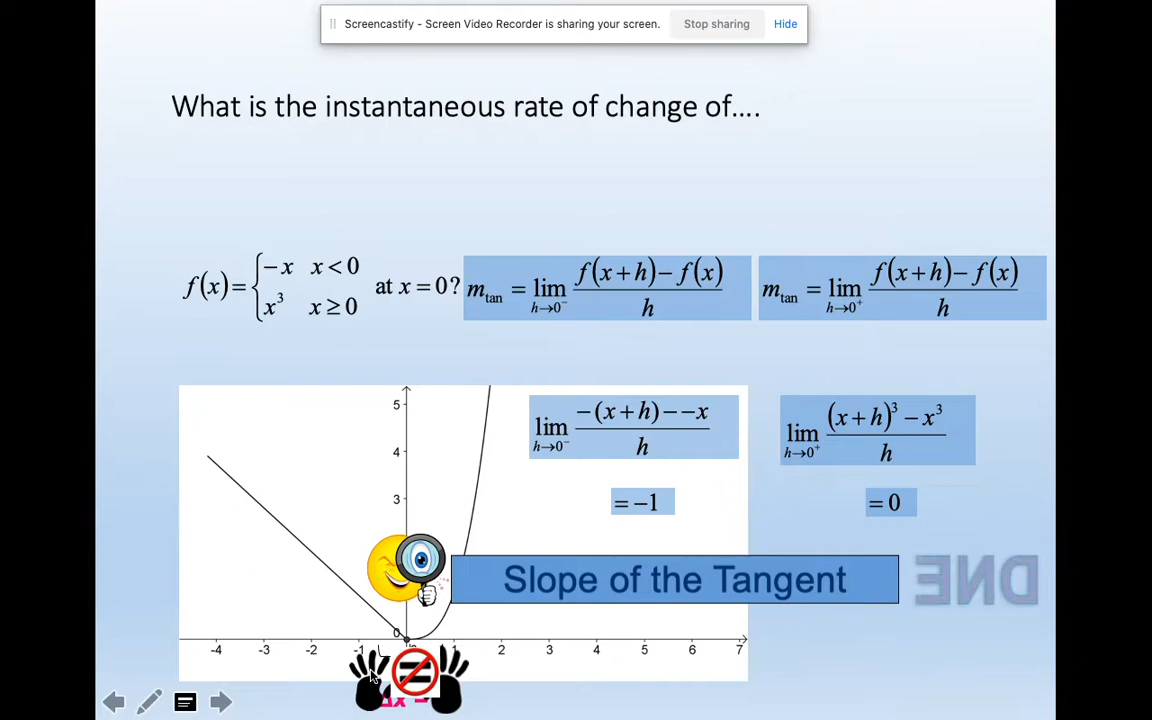 Screencastify - Screen Video Recorder is sharing your screen. Stop sharing Hide
What is the instantaneous rate of change of….
f(x) = { −x x < 0
x³ x ≥ 0
at x = 0?
m_tan = lim_{h→0⁻} (f(x+h) − f(x)) / h
m_tan = lim_{h→0⁺} (f(x+h) − f(x)) / h
lim_{h→0⁻} (−(x+h) − −x) / h
lim_{h→0⁺} ((x+h)³ − x³) / h
= −1
= 0
5
4
3
0
Slope of the Tangent
DNE
-4 -3 -2 -1 1 2 3 4 5 6 7